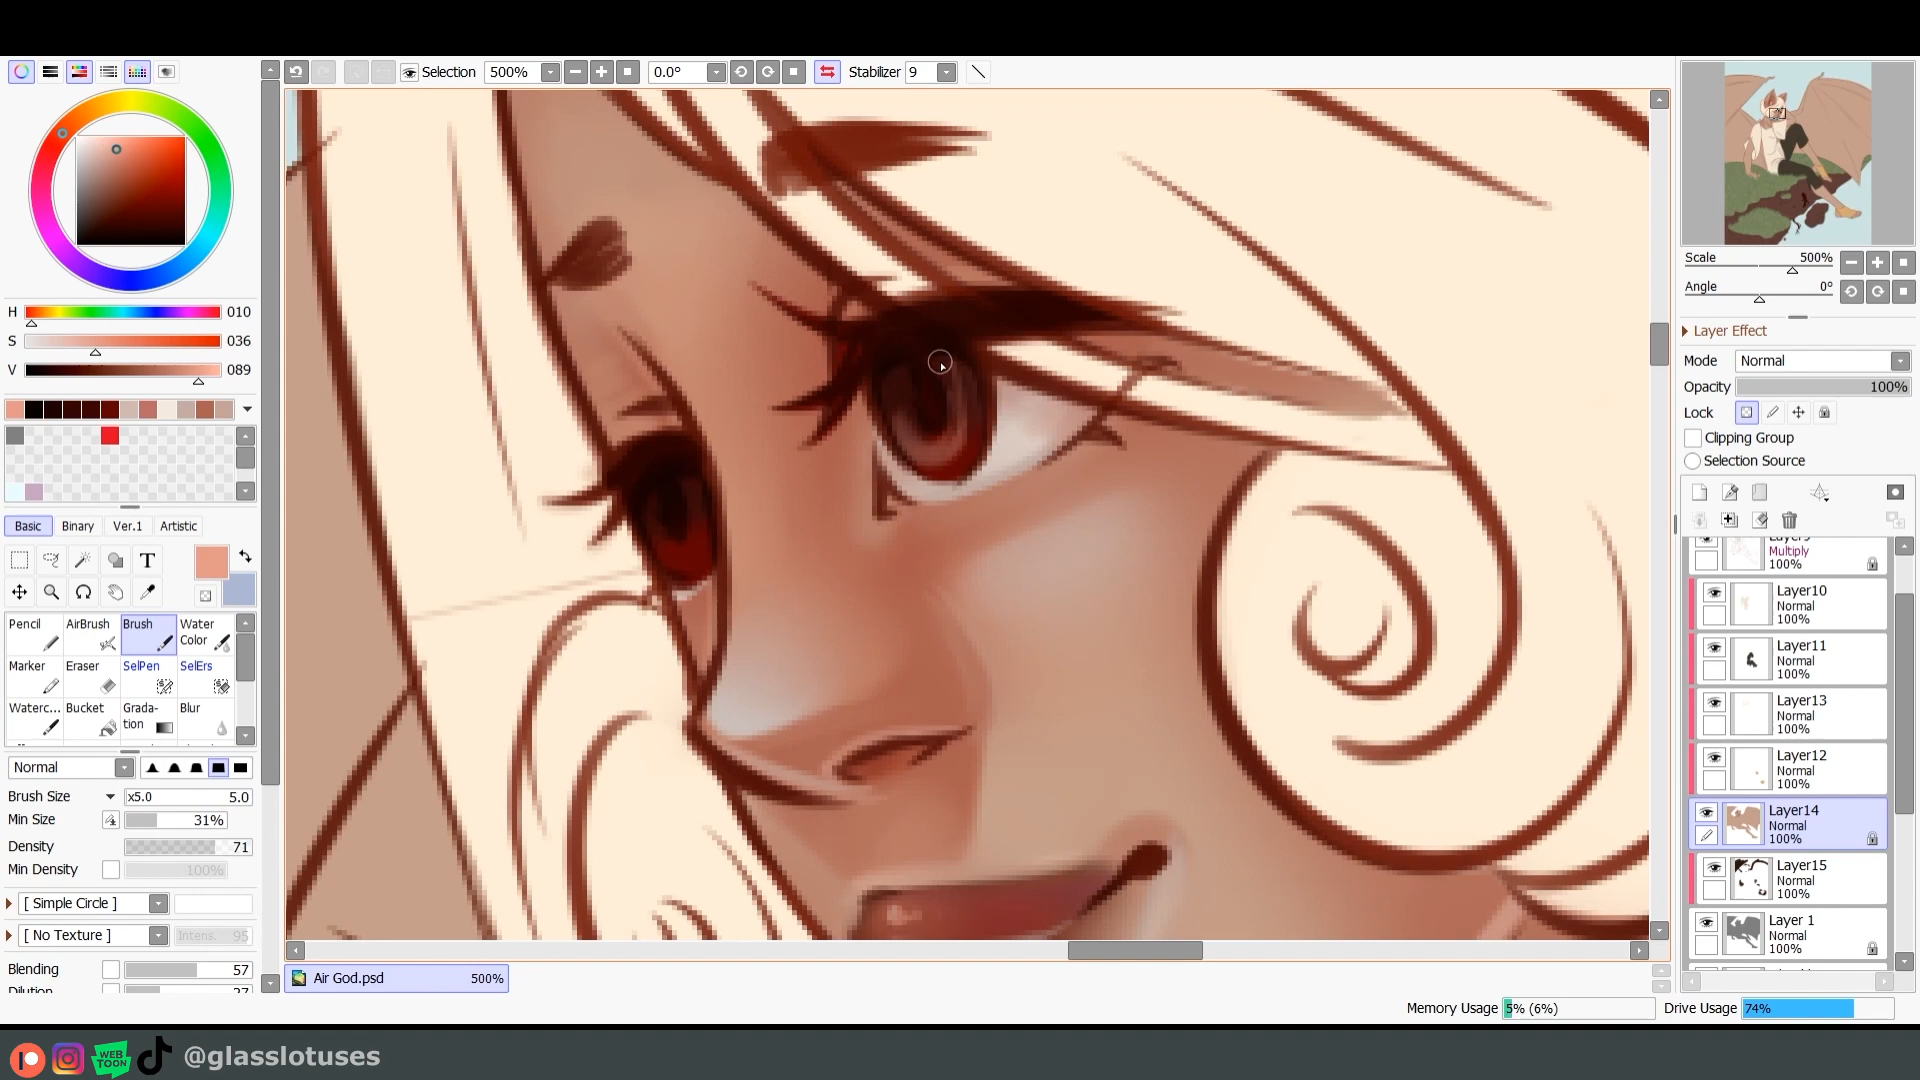 Selection 500% 0.0° Stabilizer 9
H 010
S 036
V 089
Basic Binary Ver.1 Artistic
T
Pencil AirBrush Brush Water Color
Marker Eraser SelPen SelErs
Waterc... Bucket Grada-tion Blur
Normal
Brush Size x5.0 5.0
Min Size 31%
Density 71
Min Density 100%
[ Simple Circle ]
[ No Texture ] Intens. 95
Blending 57
Dilution 27
Air God.psd 500%
Scale 500%
Angle 0°
Layer Effect
Mode Normal
Opacity 100%
Lock
Clipping Group
Selection Source
Layer9
Multiply
100%
Layer10
Normal
100%
Layer11
Normal
100%
Layer13
Normal
100%
Layer12
Normal
100%
Layer14
Normal
100%
Layer15
Normal
100%
Layer 1
Normal
100%
Memory Usage 5% (6%) Drive Usage 74%
WEB
TOON
@glasslotuses